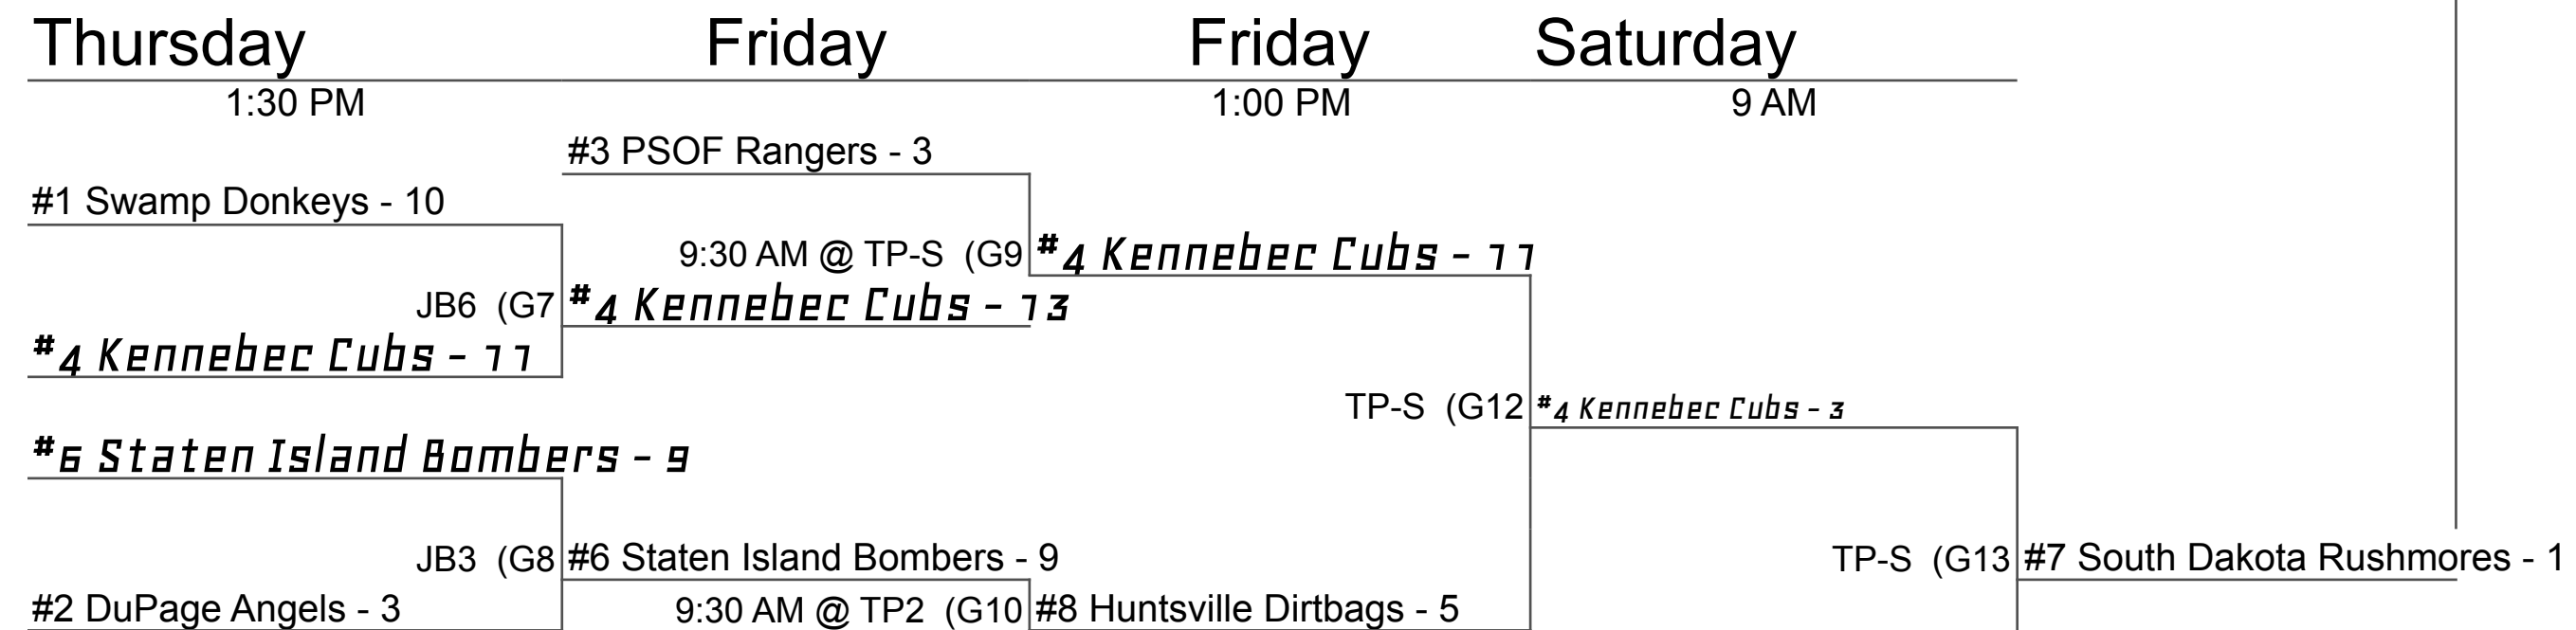 Thursday Friday Friday Saturday
1:30 PM 1:00 PM 9 AM
#3 PSOF Rangers - 3
#1 Swamp Donkeys - 10
9:30 AM @ TP-S (G9 #4 Kennebec Cubs - 11
JB6 (G7 #4 Kennebec Cubs - 13
#4 Kennebec Cubs - 11
TP-S (G12 #4 Kennebec Cubs - 3
#6 Staten Island Bombers - 9
JB3 (G8 #6 Staten Island Bombers - 9 TP-S (G13 #7 South Dakota Rushmores - 1
#2 DuPage Angels - 3 9:30 AM @ TP2 (G10 #8 Huntsville Dirtbags - 5